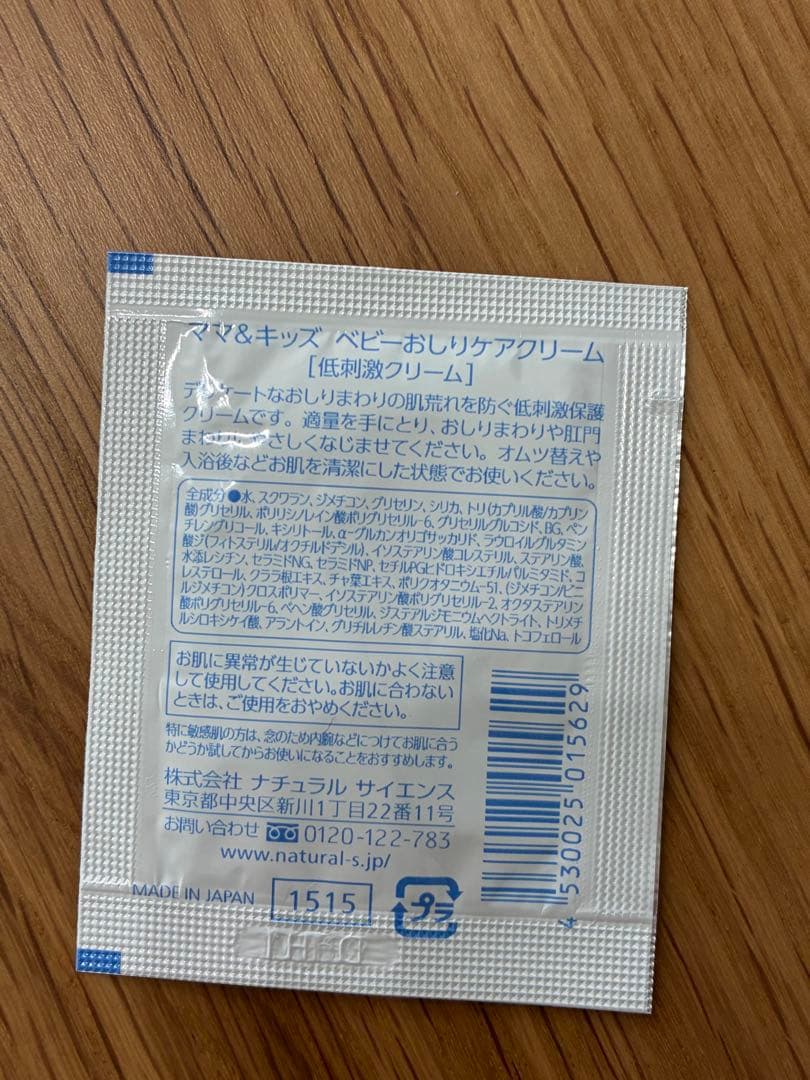 ママ&キッズ ベビーおしりケアクリーム
[低刺激クリーム]
デリケートなおしりまわりの肌荒れを防ぐ低刺激保護
クリームです。適量を手にとり、おしりまわりや肛門
まわりにやさしくなじませてください。オムツ替えや
入浴後などお肌を清潔にした状態でお使いください。
全成分●水、スクワラン、ジメチコン、グリセリン、シリカ、トリ(カプリル酸/カプリン
酸)グリセリル、ポリリシノレイン酸ポリグリセリル-6、グリセリルグルコシド、BG、ペン
チレングリコール、キシリトール、α-グルカンオリゴサッカリド、ラウロイルグルタミン
酸ジ(フィトステリル/オクチルドデシル)、イソステアリン酸コレステリル、ステアリン酸、
水添レシチン、セラミドNG、セラミドNP、セチルPGヒドロキシエチルパルミタミド、コ
レステロール、クララ根エキス、チャ葉エキス、ポリクオタニウム-51、(ジメチコン/ビニ
ルジメチコン)クロスポリマー、イソステアリン酸ポリグリセリル-2、オクタステアリン
酸ポリグリセリル-6、ベヘン酸グリセリル、ジステアルジモニウムヘクトライト、トリメチ
ルシロキシケイ酸、アラントイン、グリチルレチン酸ステアリル、塩化Na、トコフェロール
お肌に異常が生じていないかよく注意
して使用してください。お肌に合わない
ときは、ご使用をおやめください。
特に敏感肌の方は、念のため内腕などにつけてお肌に合う
かどうか試してからお使いになることをおすすめします。
株式会社 ナチュラル サイエンス
東京都中央区新川1丁目22番11号
お問い合わせ 0120-122-783
www.natural-s.jp/
MADE IN JAPAN
1515
プラ
4 530025 015629